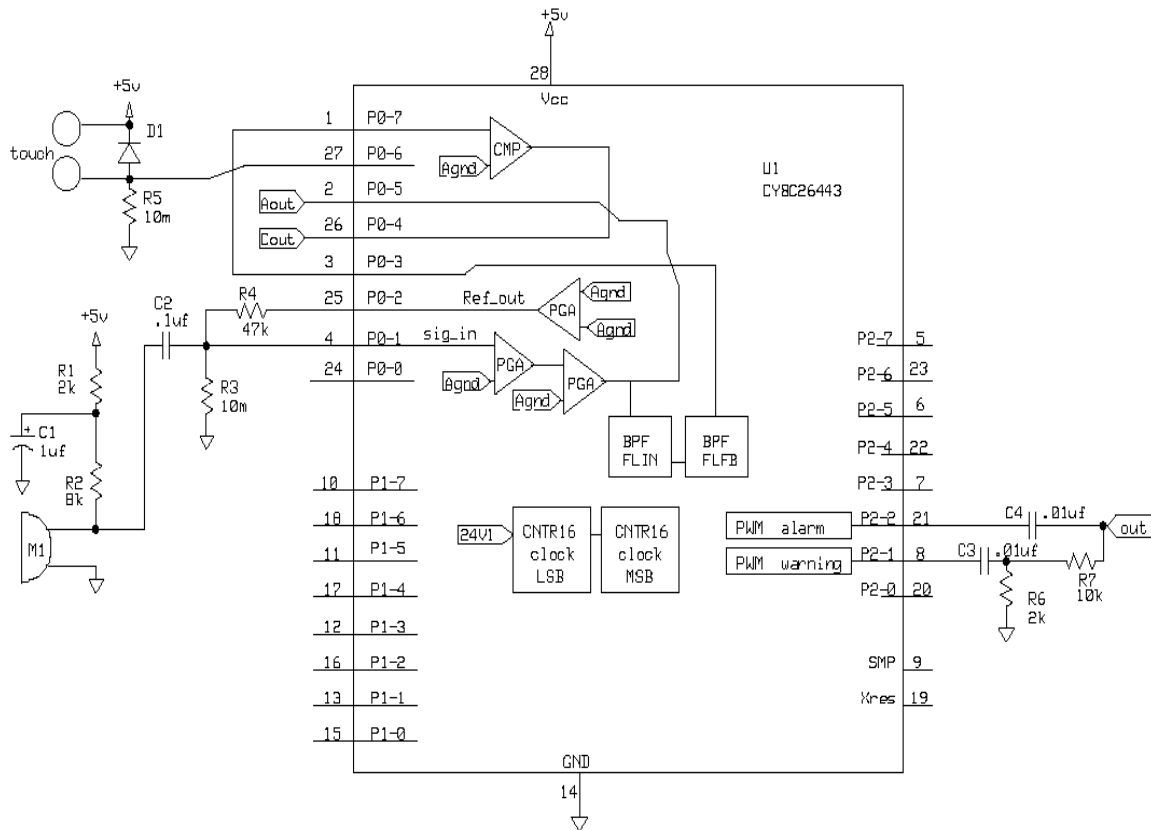 +5v
28
Vcc
+5v
D1
touch
R5
10m
1 P0-7
27 P0-6
2 P0-5
26 P0-4
3 P0-3
25 P0-2
4 P0-1
24 P0-0
CMP
Agnd
Aout
Cout
U1
CY8C26443
Ref_out
PGA
Agnd
Agnd
sig_in
PGA
Agnd
PGA
Agnd
C2
.1uf
R4
47k
+5v
R1
2k
R3
10m
C1
1uf
R2
8k
M1
BPF
FLIN
BPF
FLFB
10 P1-7
18 P1-6
11 P1-5
17 P1-4
12 P1-3
16 P1-2
13 P1-1
15 P1-0
24V1
CNTR16
clock
LSB
CNTR16
clock
MSB
PWM alarm
PWM warning
P2-7 5
P2-6 23
P2-5 6
P2-4 22
P2-3 7
P2-2 21
P2-1 8
P2-0 20
SMP 9
Xres 19
C4 .01uf
out
C3 .01uf
R7
10k
R6
2k
GND
14